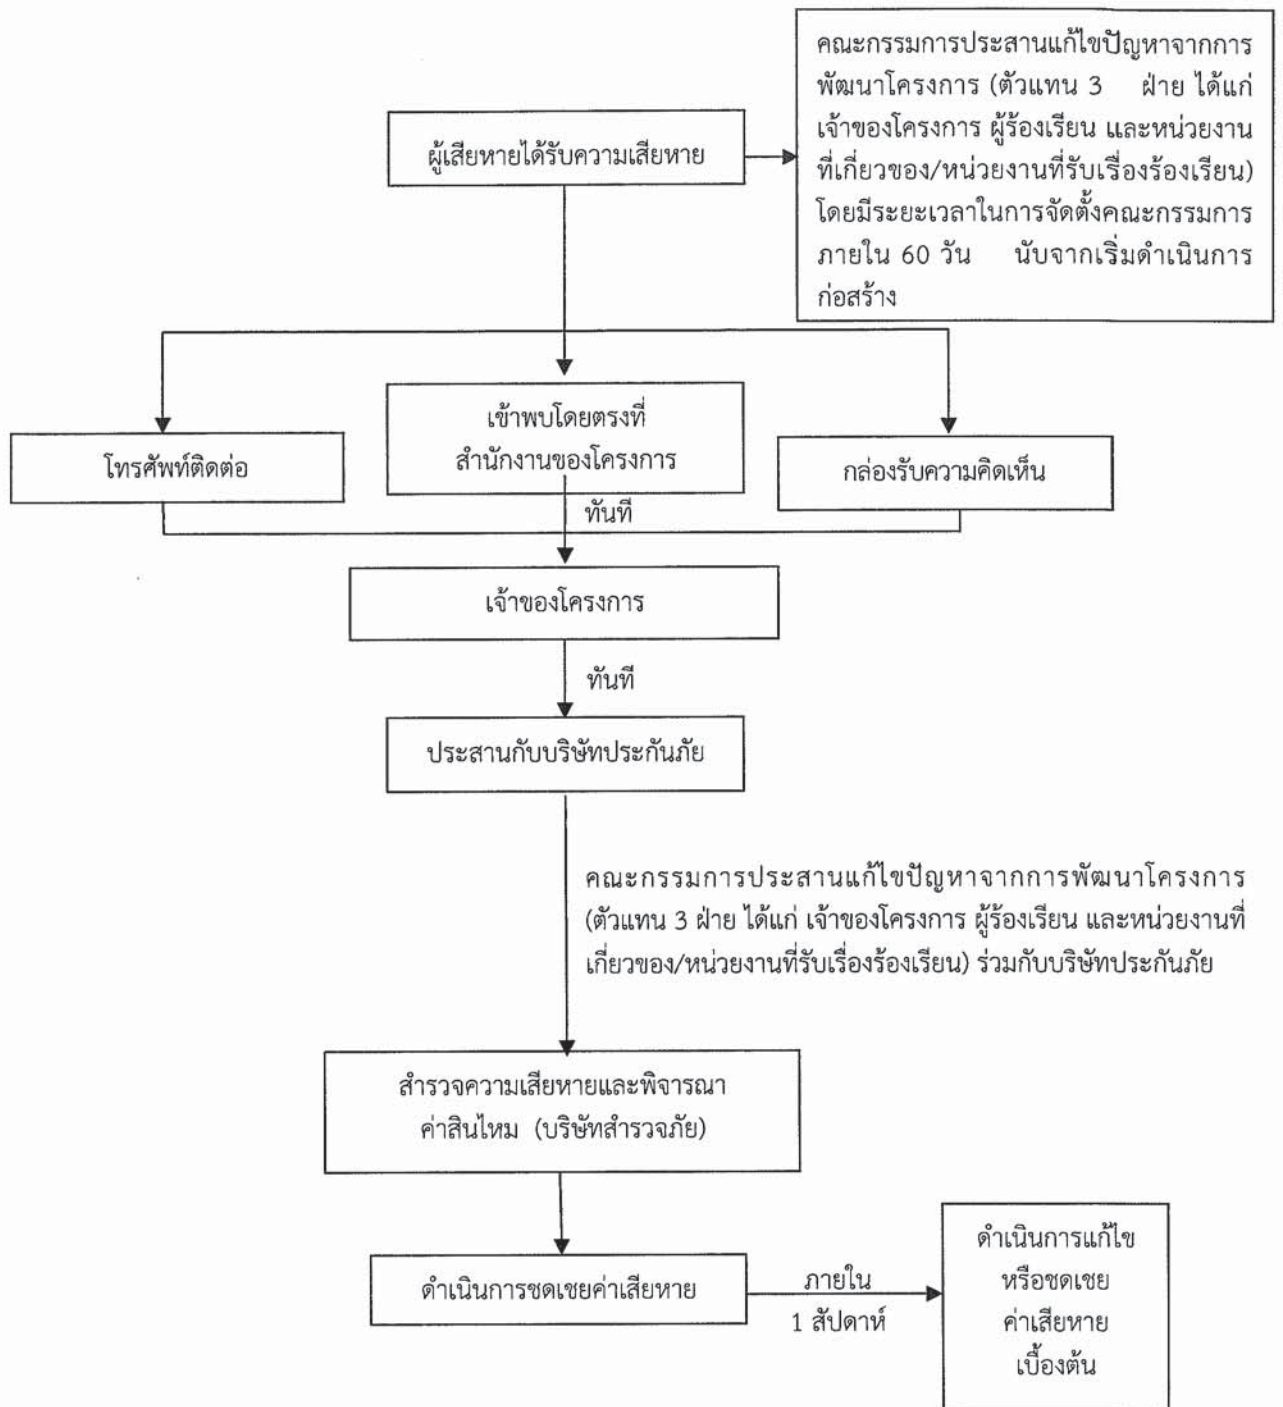 คณะกรรมการประสานแก้ไขปัญหาจากการ
พัฒนาโครงการ (ตัวแทน 3 ฝ่าย ได้แก่
เจ้าของโครงการ ผู้ร้องเรียน และหน่วยงาน
ที่เกี่ยวของ/หน่วยงานที่รับเรื่องร้องเรียน)
โดยมีระยะเวลาในการจัดตั้งคณะกรรมการ
ภายใน 60 วัน นับจากเริ่มดำเนินการ
ก่อสร้าง
ผู้เสียหายได้รับความเสียหาย
โทรศัพท์ติดต่อ
เข้าพบโดยตรงที่
สำนักงานของโครงการ
กล่องรับความคิดเห็น
ทันที
เจ้าของโครงการ
ทันที
ประสานกับบริษัทประกันภัย
คณะกรรมการประสานแก้ไขปัญหาจากการพัฒนาโครงการ
(ตัวแทน 3 ฝ่าย ได้แก่ เจ้าของโครงการ ผู้ร้องเรียน และหน่วยงานที่
เกี่ยวของ/หน่วยงานที่รับเรื่องร้องเรียน) ร่วมกับบริษัทประกันภัย
สำรวจความเสียหายและพิจารณา
ค่าสินไหม (บริษัทสำรวจภัย)
ดำเนินการชดเชยค่าเสียหาย
ภายใน
1 สัปดาห์
ดำเนินการแก้ไข
หรือชดเชย
ค่าเสียหาย
เบื้องต้น